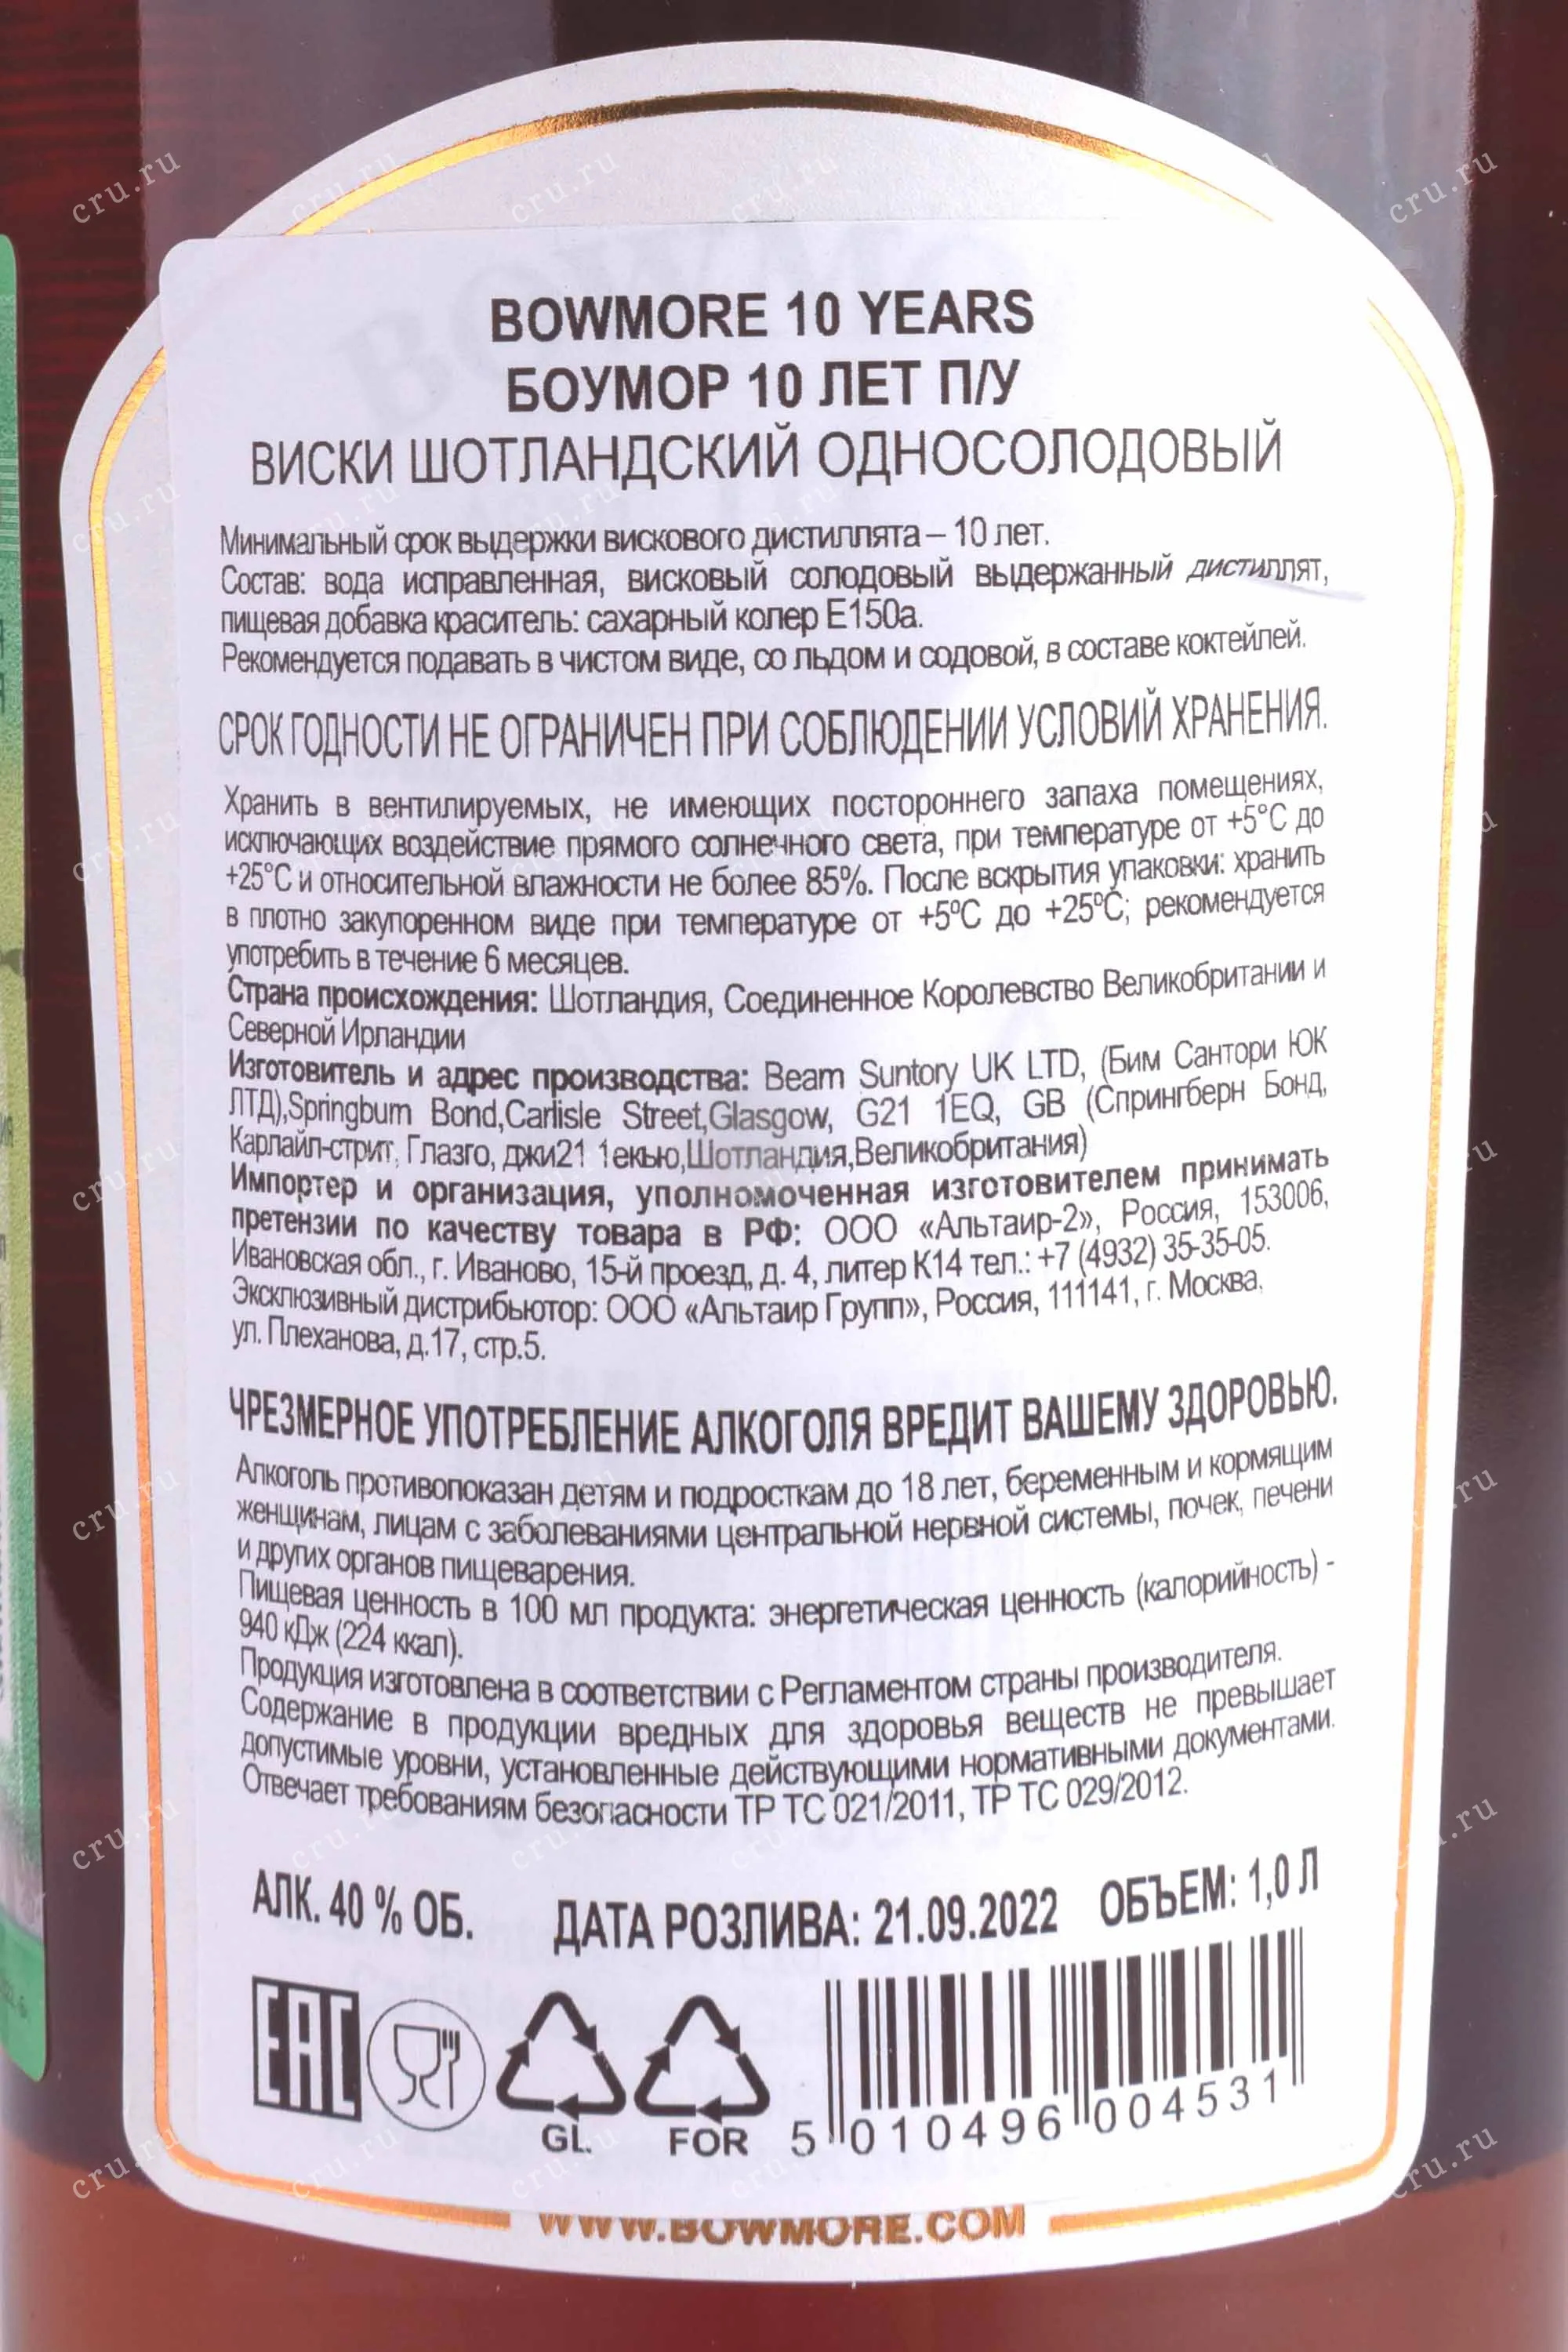 BOWMORE 10 YEARS
БОУМОР 10 ЛЕТ П/У
ВИСКИ ШОТЛАНДСКИЙ ОДНОСОЛОДОВЫЙ
Минимальный срок выдержки вискового дистиллята – 10 лет.
Состав: вода исправленная, висковый солодовый выдержанный дистиллят,
пищевая добавка краситель: сахарный колер Е150а.
Рекомендуется подавать в чистом виде, со льдом и содовой, в составе коктейлей.
СРОК ГОДНОСТИ НЕ ОГРАНИЧЕН ПРИ СОБЛЮДЕНИИ УСЛОВИЙ ХРАНЕНИЯ.
Хранить в вентилируемых, не имеющих постороннего запаха помещениях,
исключающих воздействие прямого солнечного света, при температуре от +5°С до
+25°С и относительной влажности не более 85%. После вскрытия упаковки: хранить
в плотно закупоренном виде при температуре от +5ºС до +25ºС; рекомендуется
употребить в течение 6 месяцев.
Страна происхождения: Шотландия, Соединенное Королевство Великобритании и
Северной Ирландии
Изготовитель и адрес производства: Beam Suntory UK LTD, (Бим Сантори ЮК
ЛТД),Springburn Bond,Carlisle Street,Glasgow, G21 1EQ, GB (Спрингберн Бонд,
Карлайл-стрит, Глазго, джи21 1екью,Шотландия,Великобритания)
Импортер и организация, уполномоченная изготовителем принимать
претензии по качеству товара в РФ: ООО «Альтаир-2», Россия, 153006,
Ивановская обл., г. Иваново, 15-й проезд, д. 4, литер К14 тел.: +7 (4932) 35-35-05.
Эксклюзивный дистрибьютор: ООО «Альтаир Групп», Россия, 111141, г. Москва,
ул. Плеханова, д.17, стр.5.
ЧРЕЗМЕРНОЕ УПОТРЕБЛЕНИЕ АЛКОГОЛЯ ВРЕДИТ ВАШЕМУ ЗДОРОВЬЮ.
Алкоголь противопоказан детям и подросткам до 18 лет, беременным и кормящим
женщинам, лицам с заболеваниями центральной нервной системы, почек, печени
и других органов пищеварения.
Пищевая ценность в 100 мл продукта: энергетическая ценность (калорийность) -
940 кДж (224 ккал).
Продукция изготовлена в соответствии с Регламентом страны производителя.
Содержание в продукции вредных для здоровья веществ не превышает
допустимые уровни, установленные действующими нормативными документами.
Отвечает требованиям безопасности ТР ТС 021/2011, ТР ТС 029/2012.
АЛК. 40 % ОБ. ДАТА РОЗЛИВА: 21.09.2022 ОБЪЕМ: 1,0 Л
EAC
GL FOR 5 010496 004531
WWW.BOWMORE.COM
cru.ru